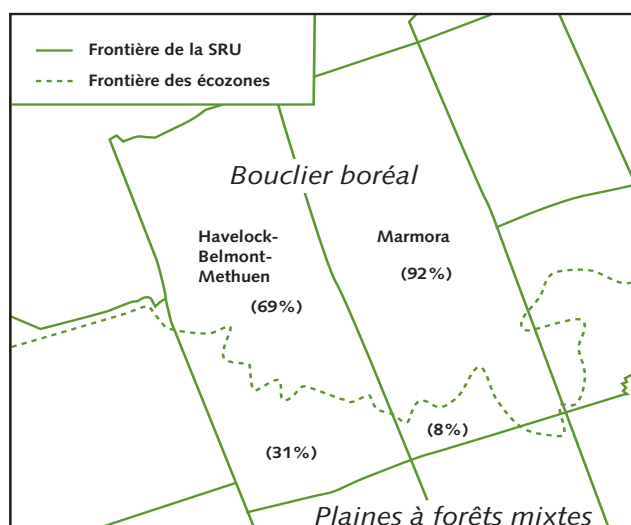 Frontière de la SRU
Frontière des écozones
Bouclier boréal
Havelock-
Belmont-
Methuen
(69%)
Marmora
(92%)
(31%)
(8%)
Plaines à forêts mixtes